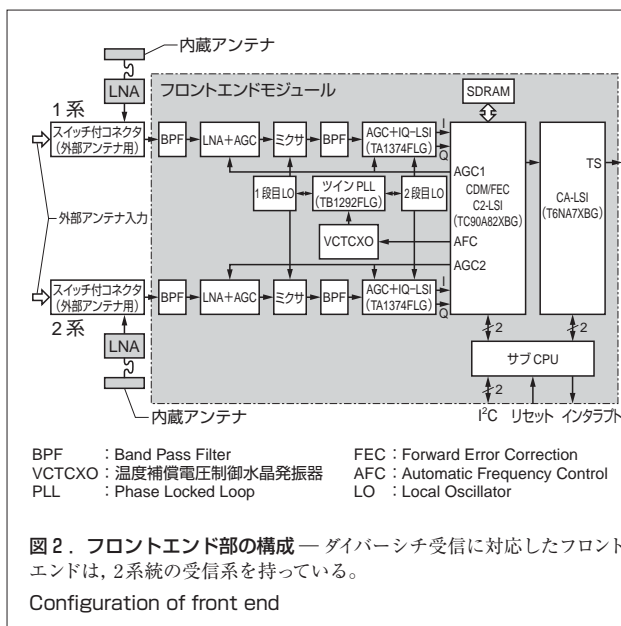 内蔵アンテナ
LNA
フロントエンドモジュール
SDRAM
1系
スイッチ付コネクタ
(外部アンテナ用)
BPF
LNA+AGC
ミクサ
BPF
AGC+IQ-LSI
(TA1374FLG)
I
Q
CDM/FEC
C2-LSI
(TC90A82XBG)
CA-LSI
(T6NA7XBG)
TS
AGC1
1段目LO
ツインPLL
(TB1292FLG)
2段目LO
外部アンテナ入力
VCTCXO
AFC
AGC2
スイッチ付コネクタ
(外部アンテナ用)
BPF
LNA+AGC
ミクサ
BPF
AGC+IQ-LSI
(TA1374FLG)
I
Q
2系
LNA
2
2
サブCPU
2
内蔵アンテナ
I²C リセット インタラプト
BPF : Band Pass Filter
VCTCXO : 温度補償電圧制御水晶発振器
PLL : Phase Locked Loop
FEC : Forward Error Correction
AFC : Automatic Frequency Control
LO : Local Oscillator
図2. フロントエンド部の構成 — ダイバーシチ受信に対応したフロント
エンドは, 2系統の受信系を持っている。
Configuration of front end